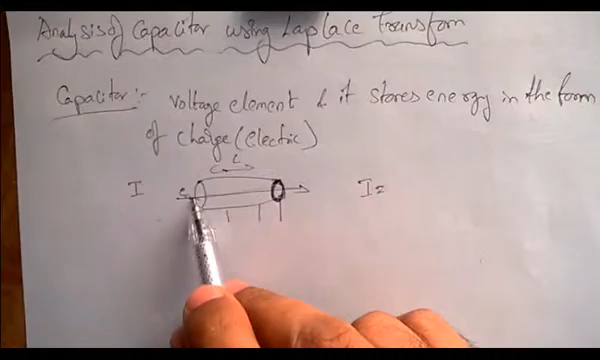 Analysis of Capacitor using Laplace Transform
Capacitor:- Voltage element & it stores energy in the form
of charge (electric)
L
I e I=